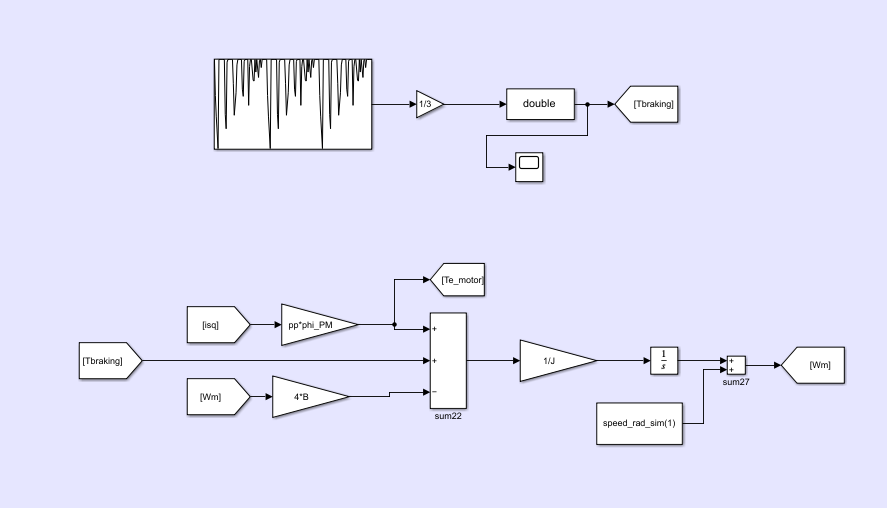 1/3
double
[Tbraking]
[Te_motor]
[isq]
pp*phi_PM
+
[Tbraking]
+
1/J
1
s
+
+
[Wm]
sum27
[Wm]
4*B
−
sum22
speed_rad_sim(1)